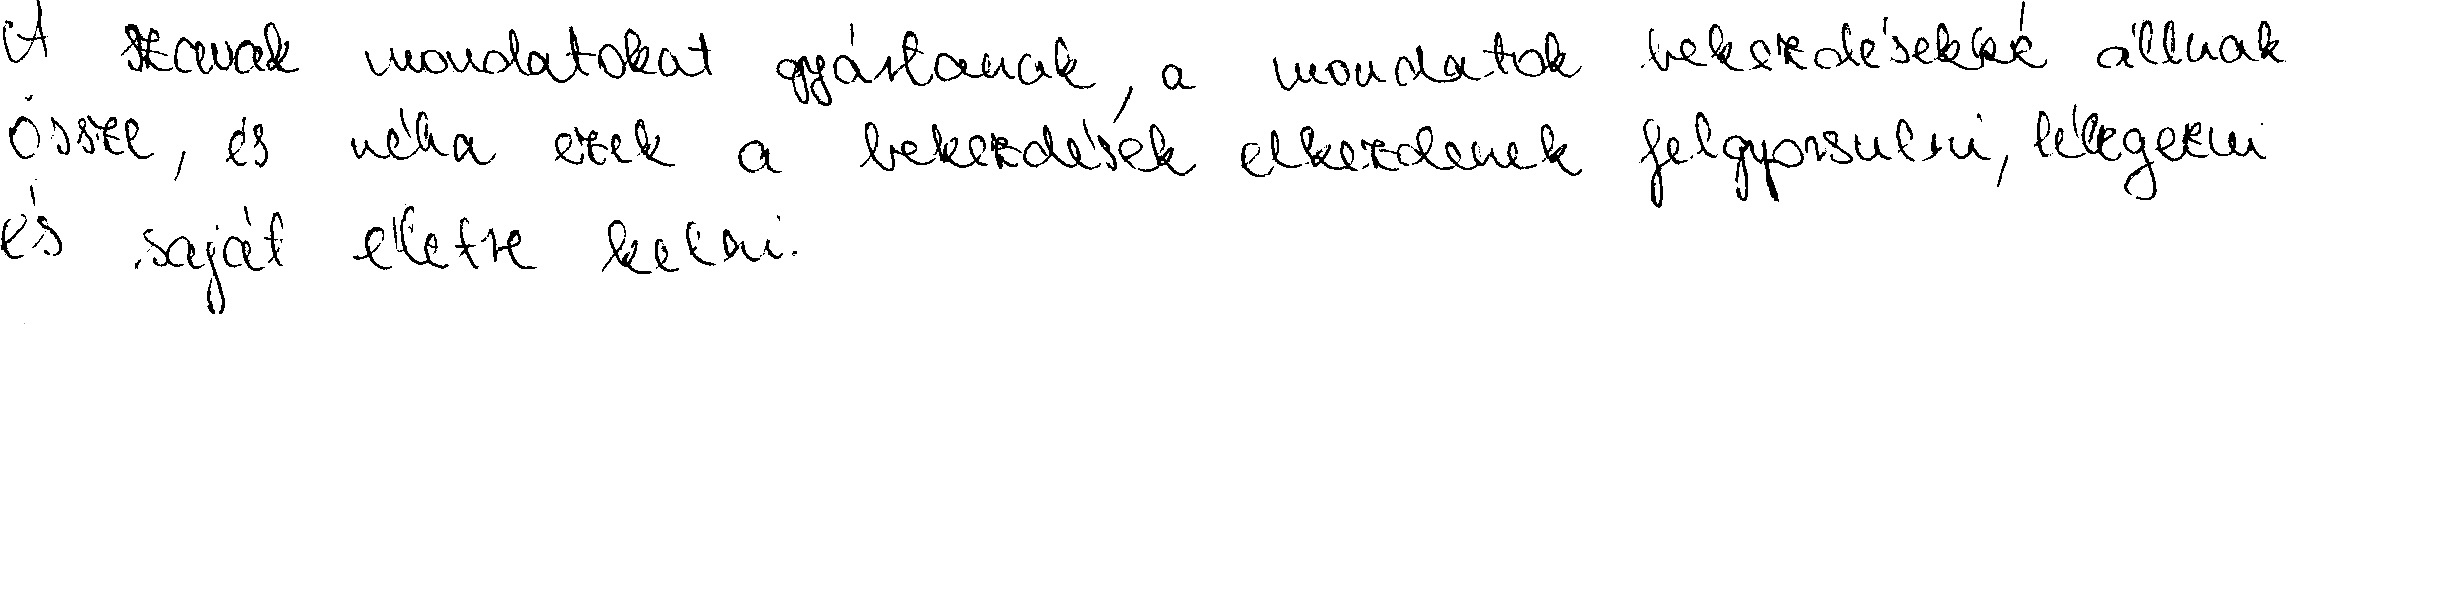 A szavak mondatokat gyártanak, a mondatok bekezdésekké állnak
össze, és néha ezek a bekezdések elkezdenek felgyorsulni, lélegezni
és saját életre kelni.